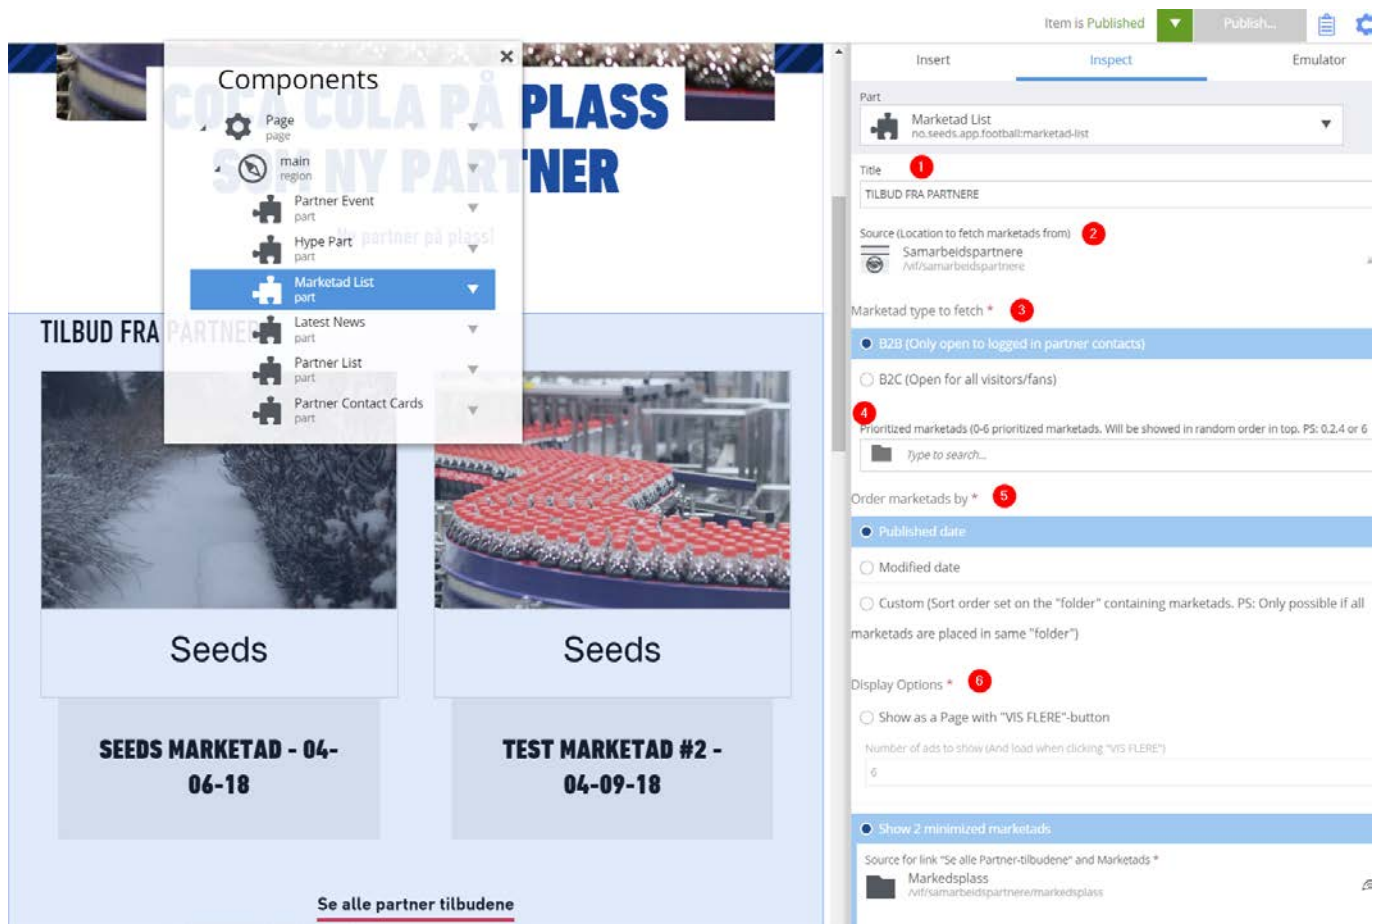 Item is Published
Publish...
COCA COLA PÅ PLASS
SOM NY PARTNER
Ny partner på plass!
Components
Page
page
main
region
Partner Event
part
Hype Part
part
Marketad List
part
Latest News
part
Partner List
part
Partner Contact Cards
part
TILBUD FRA PARTNERE
Seeds
Seeds
SEEDS MARKETAD - 04-
06-18
TEST MARKETAD #2 -
04-09-18
Se alle partner tilbudene
Insert
Inspect
Emulator
Part
Marketad List
no.seeds.app.football:marketad-list
Title
1
TILBUD FRA PARTNERE
Source (Location to fetch marketads from)
2
Samarbeidspartnere
/vif/samarbeidspartnere
Marketad type to fetch *
3
B2B (Only open to logged in partner contacts)
B2C (Open for all visitors/fans)
4
Prioritized marketads (0-6 prioritized marketads. Will be showed in random order in top. PS: 0.2.4 or 6
Type to search...
Order marketads by *
5
Published date
Modified date
Custom (Sort order set on the "folder" containing marketads. PS: Only possible if all
marketads are placed in same "folder")
Display Options *
6
Show as a Page with "VIS FLERE"-button
Number of ads to show (And load when clicking "VIS FLERE")
6
Show 2 minimized marketads
Source for link "Se alle Partner-tilbudene" and Marketads *
Markedsplass
/vif/samarbeidspartnere/markedsplass